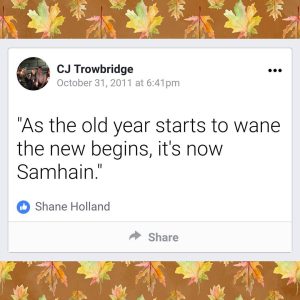 CJ Trowbridge
October 31, 2011 at 6:41pm
"As the old year starts to wane
the new begins, it's now
Samhain."
Shane Holland
Share